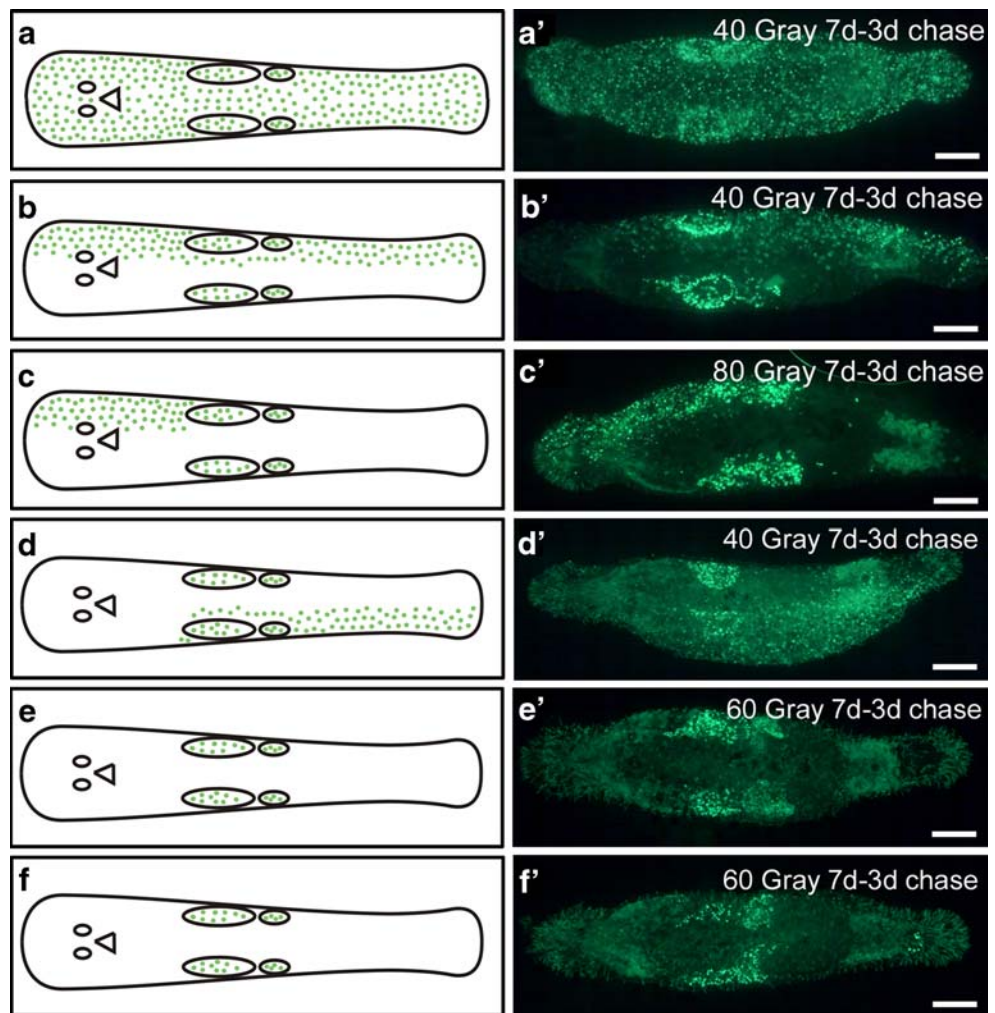 a
a’ 40 Gray 7d-3d chase
b
b’ 40 Gray 7d-3d chase
c
c’ 80 Gray 7d-3d chase
d
d’ 40 Gray 7d-3d chase
e
e’ 60 Gray 7d-3d chase
f
f’ 60 Gray 7d-3d chase